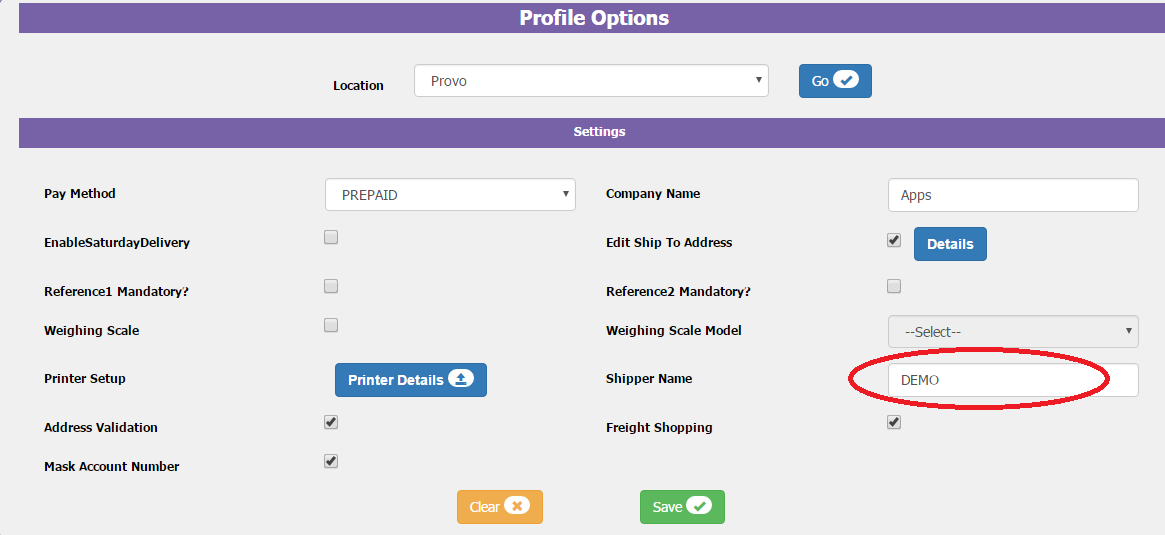 Profile Options
Location Provo Go
Settings
Pay Method PREPAID Company Name Apps
EnableSaturdayDelivery Edit Ship To Address Details
Reference1 Mandatory? Reference2 Mandatory?
Weighing Scale Weighing Scale Model --Select--
Printer Setup Printer Details Shipper Name DEMO
Address Validation Freight Shopping
Mask Account Number
Clear Save